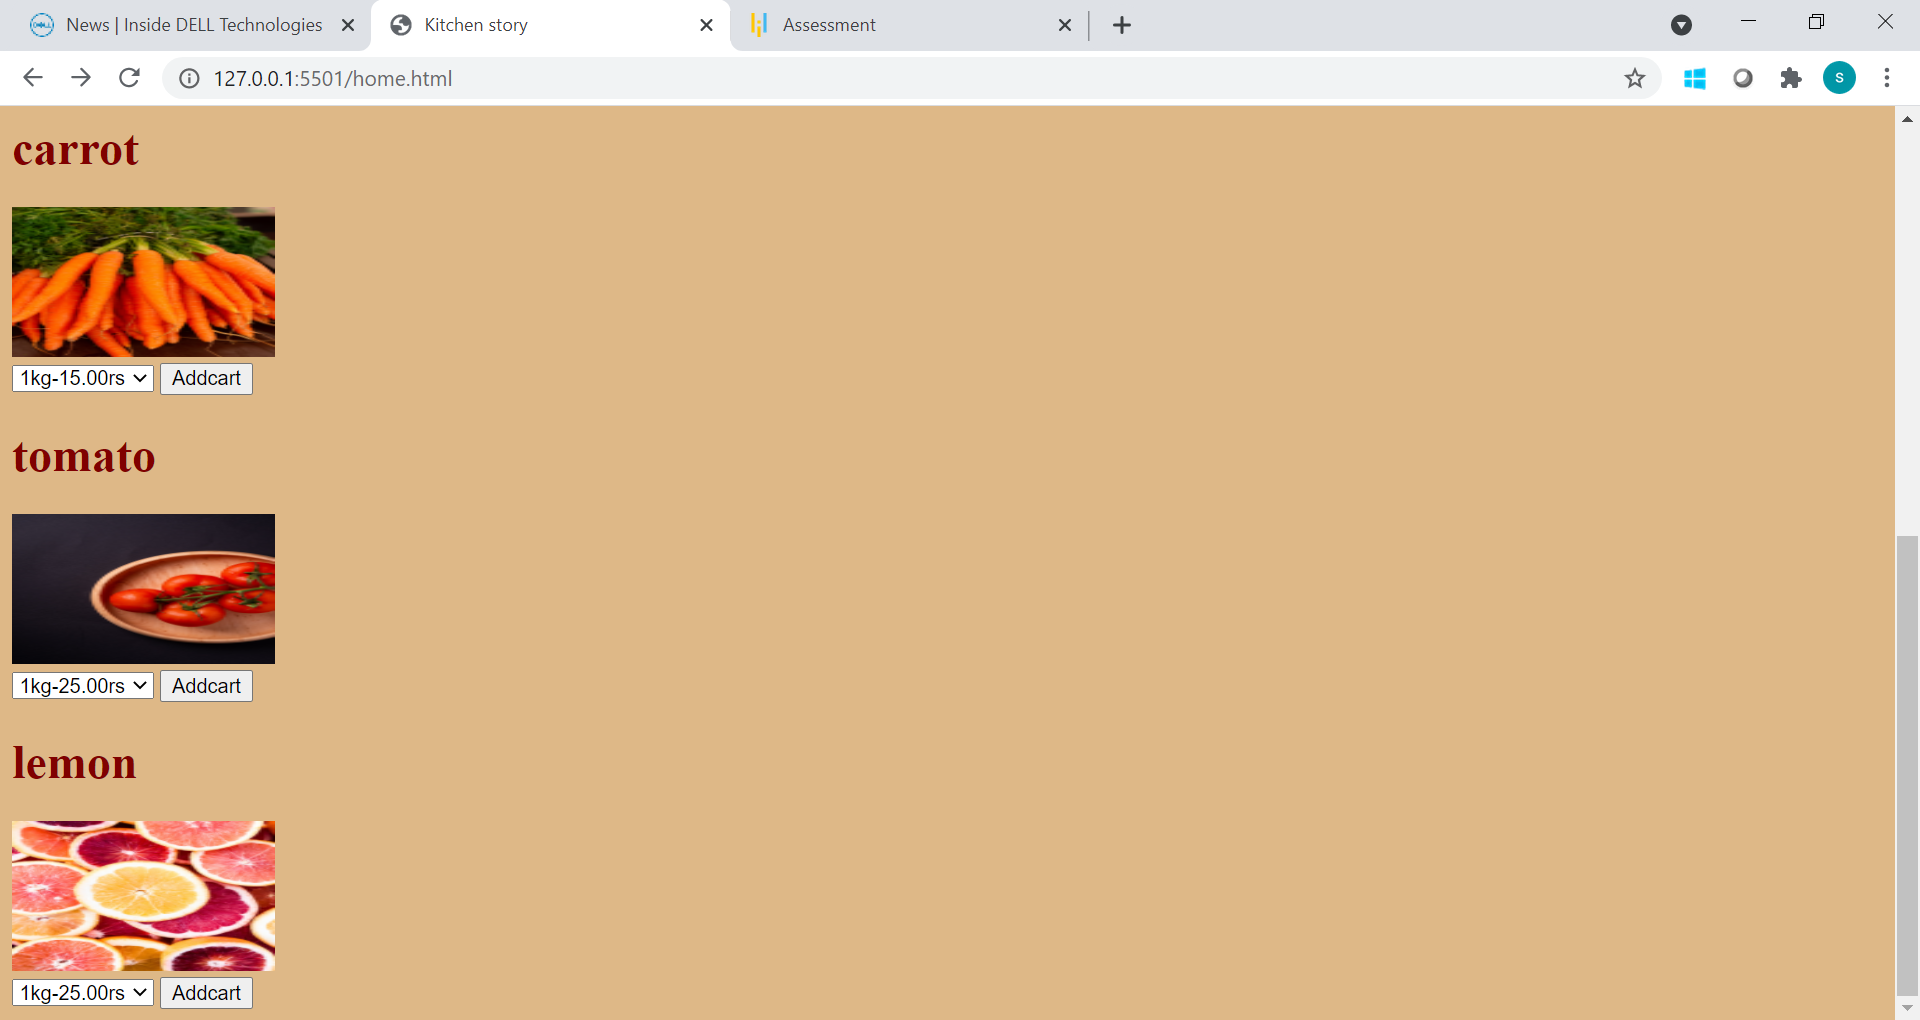 News | Inside DELL Technologies
Kitchen story
Assessment
127.0.0.1:5501/home.html
S
carrot
1kg-15.00rs
Addcart
tomato
1kg-25.00rs
Addcart
lemon
1kg-25.00rs
Addcart